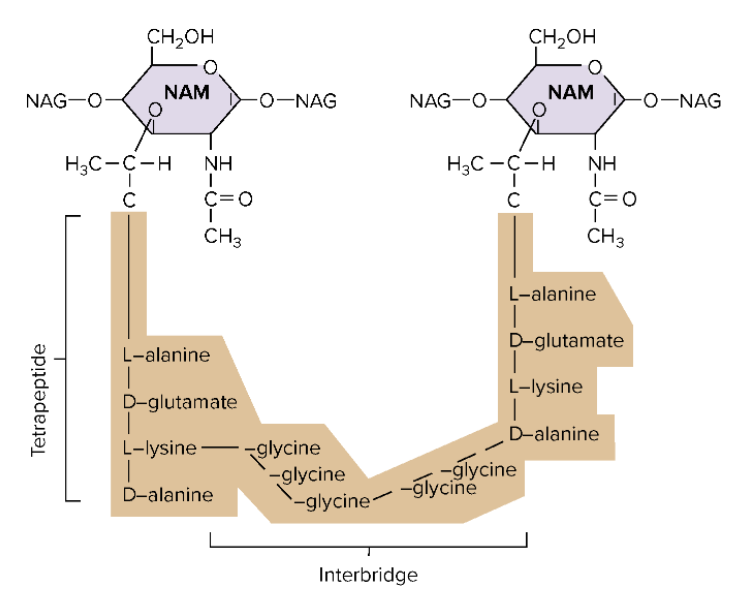 CH₂OH
O
NAG—O
NAM
O—NAG
O
H₃C—C—H
NH
C
C=O
CH₃
CH₂OH
O
NAG—O
NAM
O—NAG
O
H₃C—C—H
NH
C
C=O
CH₃
Tetrapeptide
L–alanine
D–glutamate
L–lysine
D–alanine
–glycine
–glycine
–glycine
–glycine
–glycine
L–alanine
D–glutamate
L–lysine
D–alanine
Interbridge